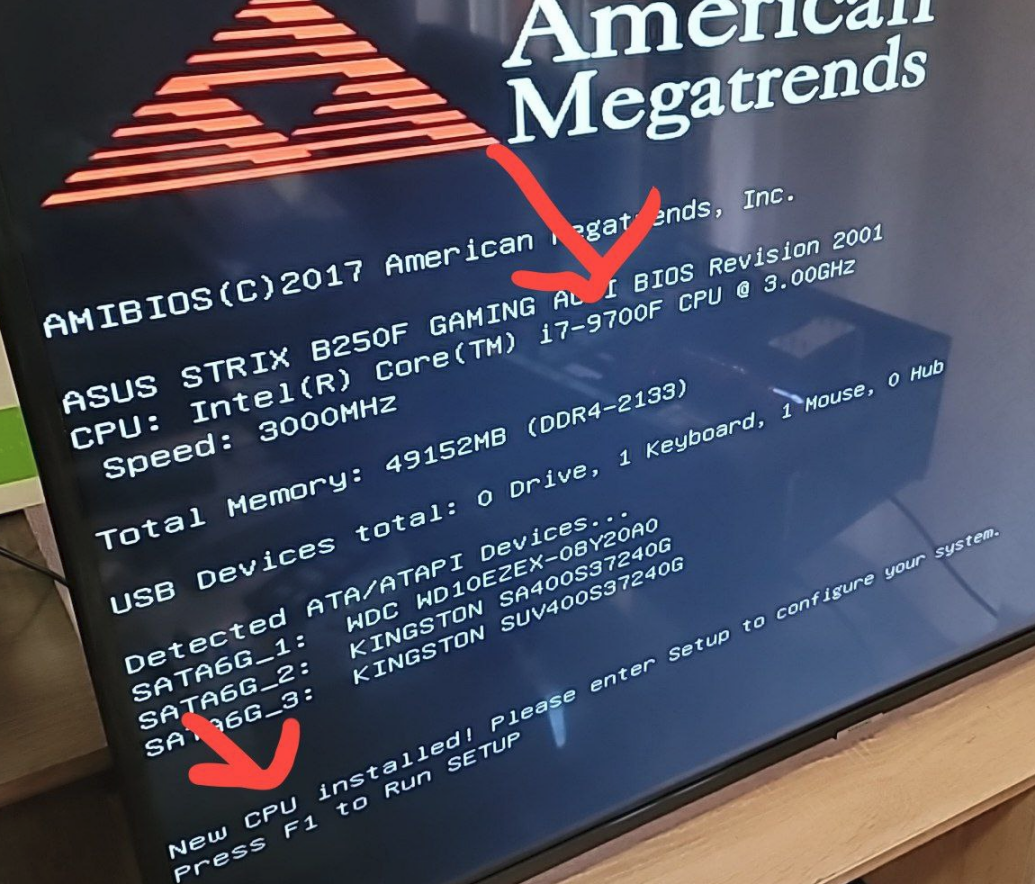 American
Megatrends
AMIBIOS(C)2017 American Megatrends, Inc.
ASUS STRIX B250F GAMING ACPI BIOS Revision 2001
CPU: Intel(R) Core(TM) i7-9700F CPU @ 3.00GHz
Speed: 3000MHz
Total Memory: 49152MB (DDR4-2133)
USB Devices total: 0 Drive, 1 Keyboard, 1 Mouse, 0 Hub
Detected ATA/ATAPI Devices...
SATA6G_1: WDC WD10EZEX-08Y20A0
SATA6G_2: KINGSTON SA400S37240G
SATA6G_3: KINGSTON SUV400S37240G
New CPU installed! Please enter Setup to configure your system.
Press F1 to Run SETUP